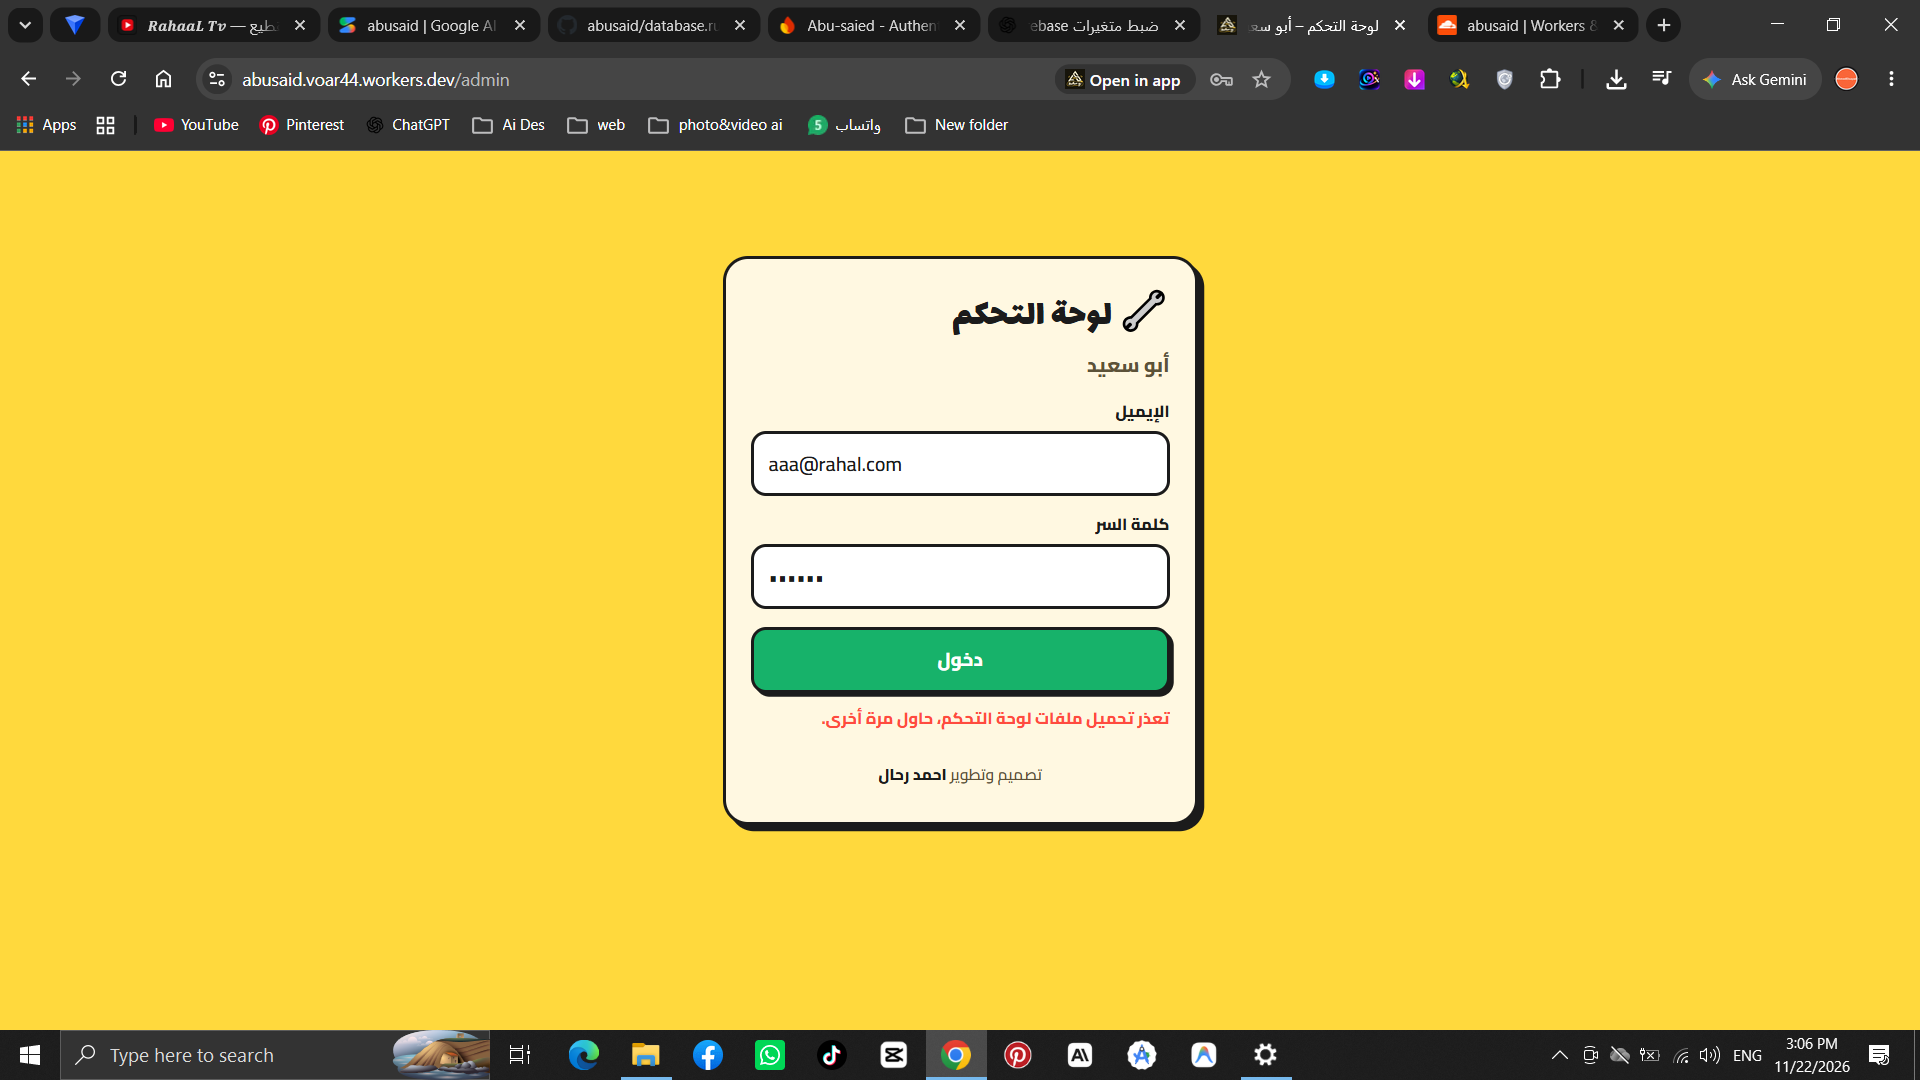 RahaaL Tv —
abusaid | Google AI
abusaid/database.ru
Abu-saied - Authen
ضبط متغيرات ebase
لوحة التحكم – أبو سع
abusaid | Workers &
abusaid.voar44.workers.dev/admin
Open in app
Ask Gemini
Apps
YouTube
Pinterest
ChatGPT
Ai Des
web
photo&video ai
5
واتساب
New folder
لوحة التحكم
أبو سعيد
الإيميل
aaa@rahal.com
كلمة السر
دخول
تعذر تحميل ملفات لوحة التحكم، حاول مرة أخرى.
تصميم وتطوير احمد رحال
Type here to search
ENG
3:06 PM
11/22/2026